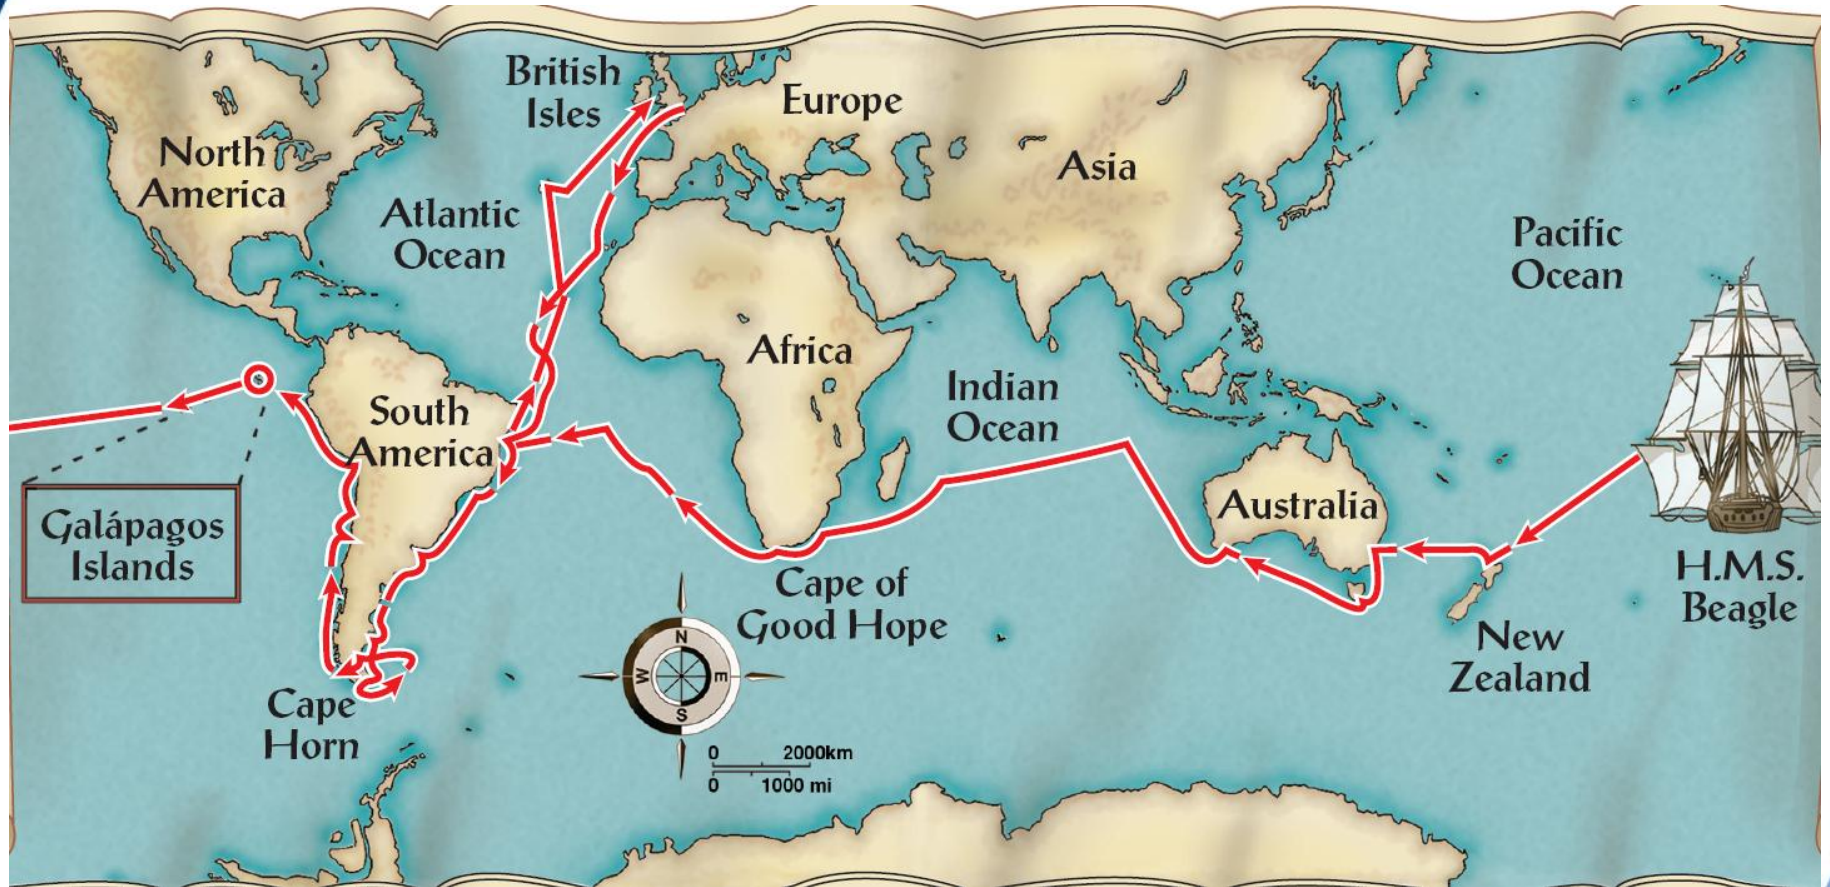 British
Isles
Europe
North
America
Asia
Atlantic
Ocean
Pacific
Ocean
Africa
Indian
Ocean
South
America
Galápagos
Islands
Australia
Cape of
Good Hope
H.M.S.
Beagle
New
Zealand
Cape
Horn
N
W
E
S
0 2000km
0 1000 mi